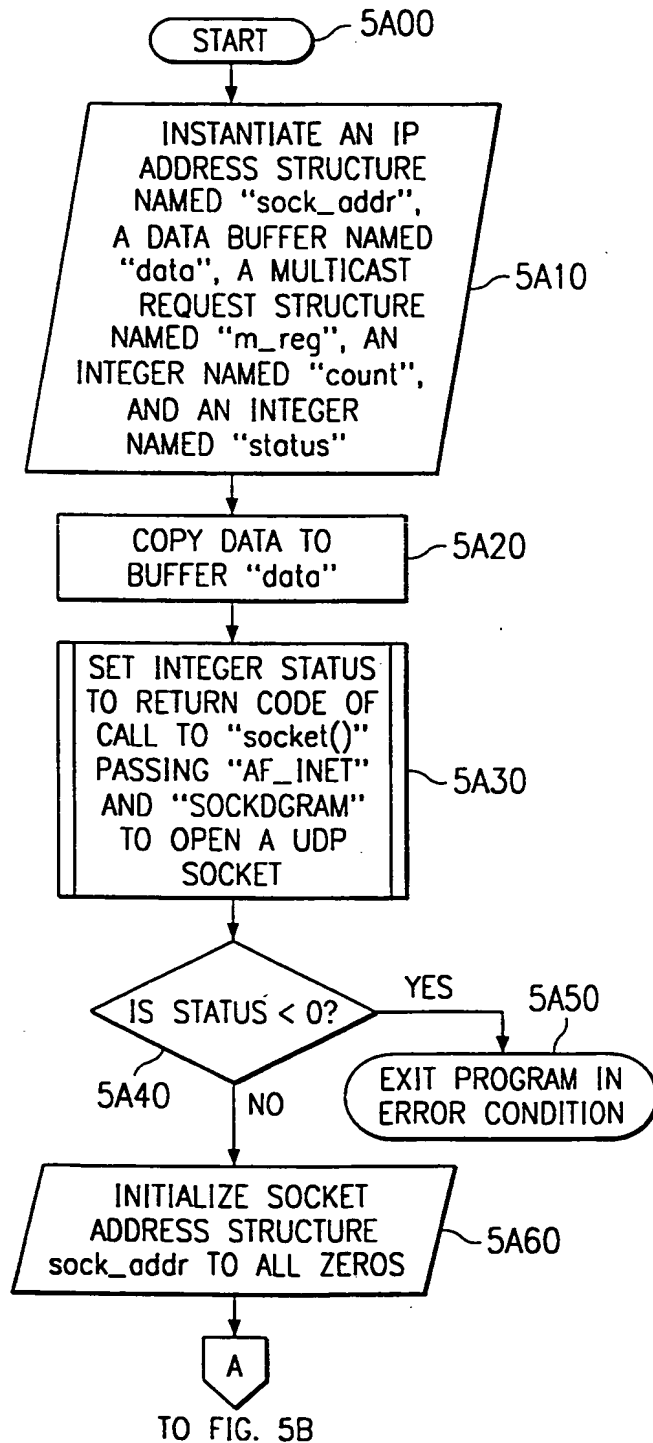 START
5A00
INSTANTIATE AN IP
ADDRESS STRUCTURE
NAMED "sock_addr",
A DATA BUFFER NAMED
"data", A MULTICAST
REQUEST STRUCTURE
NAMED "m_reg", AN
INTEGER NAMED "count",
AND AN INTEGER
NAMED "status"
5A10
COPY DATA TO
BUFFER "data"
5A20
SET INTEGER STATUS
TO RETURN CODE OF
CALL TO "socket()"
PASSING "AF_INET"
AND "SOCKDGRAM"
TO OPEN A UDP
SOCKET
5A30
IS STATUS < 0?
YES
5A40
NO
5A50
EXIT PROGRAM IN
ERROR CONDITION
INITIALIZE SOCKET
ADDRESS STRUCTURE
sock_addr TO ALL ZEROS
5A60
A
TO FIG. 5B